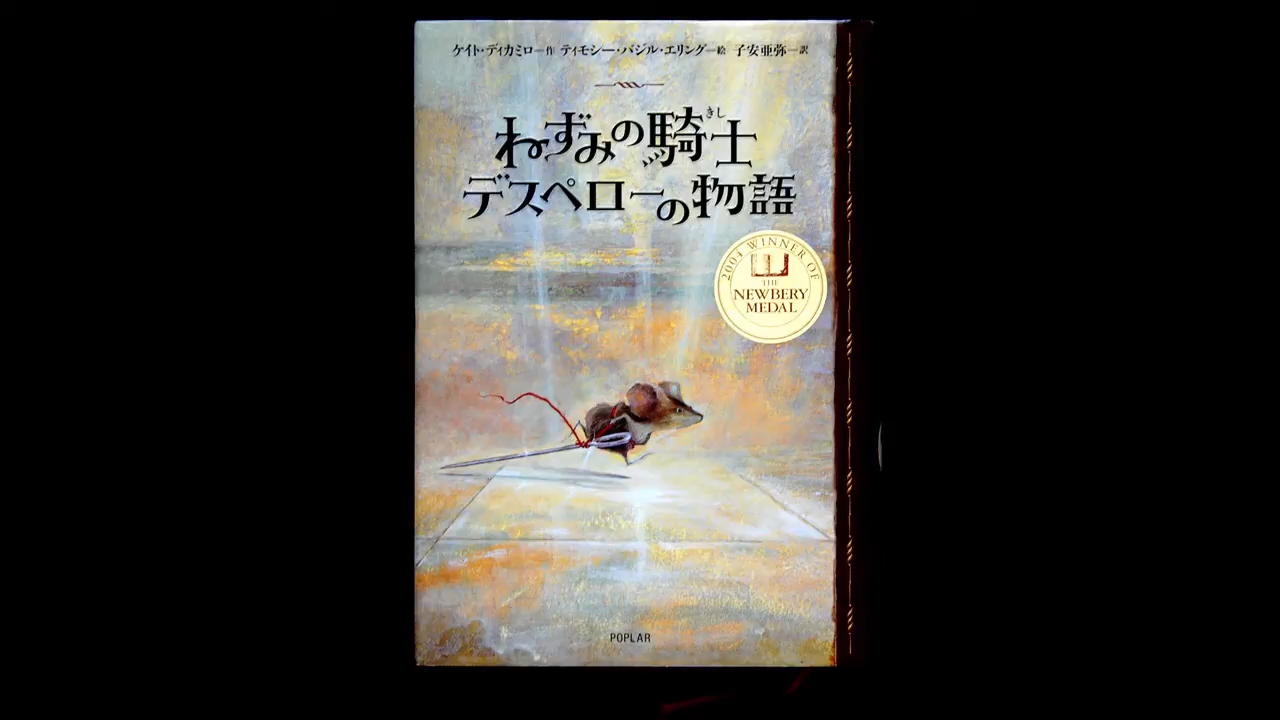 ケイト・ディカミロ—作 ティモシー・バジル・エリング—絵 子安亜弥—訳
ねずみの騎士
きし
デスペローの物語
2004 WINNER OF
THE
NEWBERY
MEDAL
POPLAR